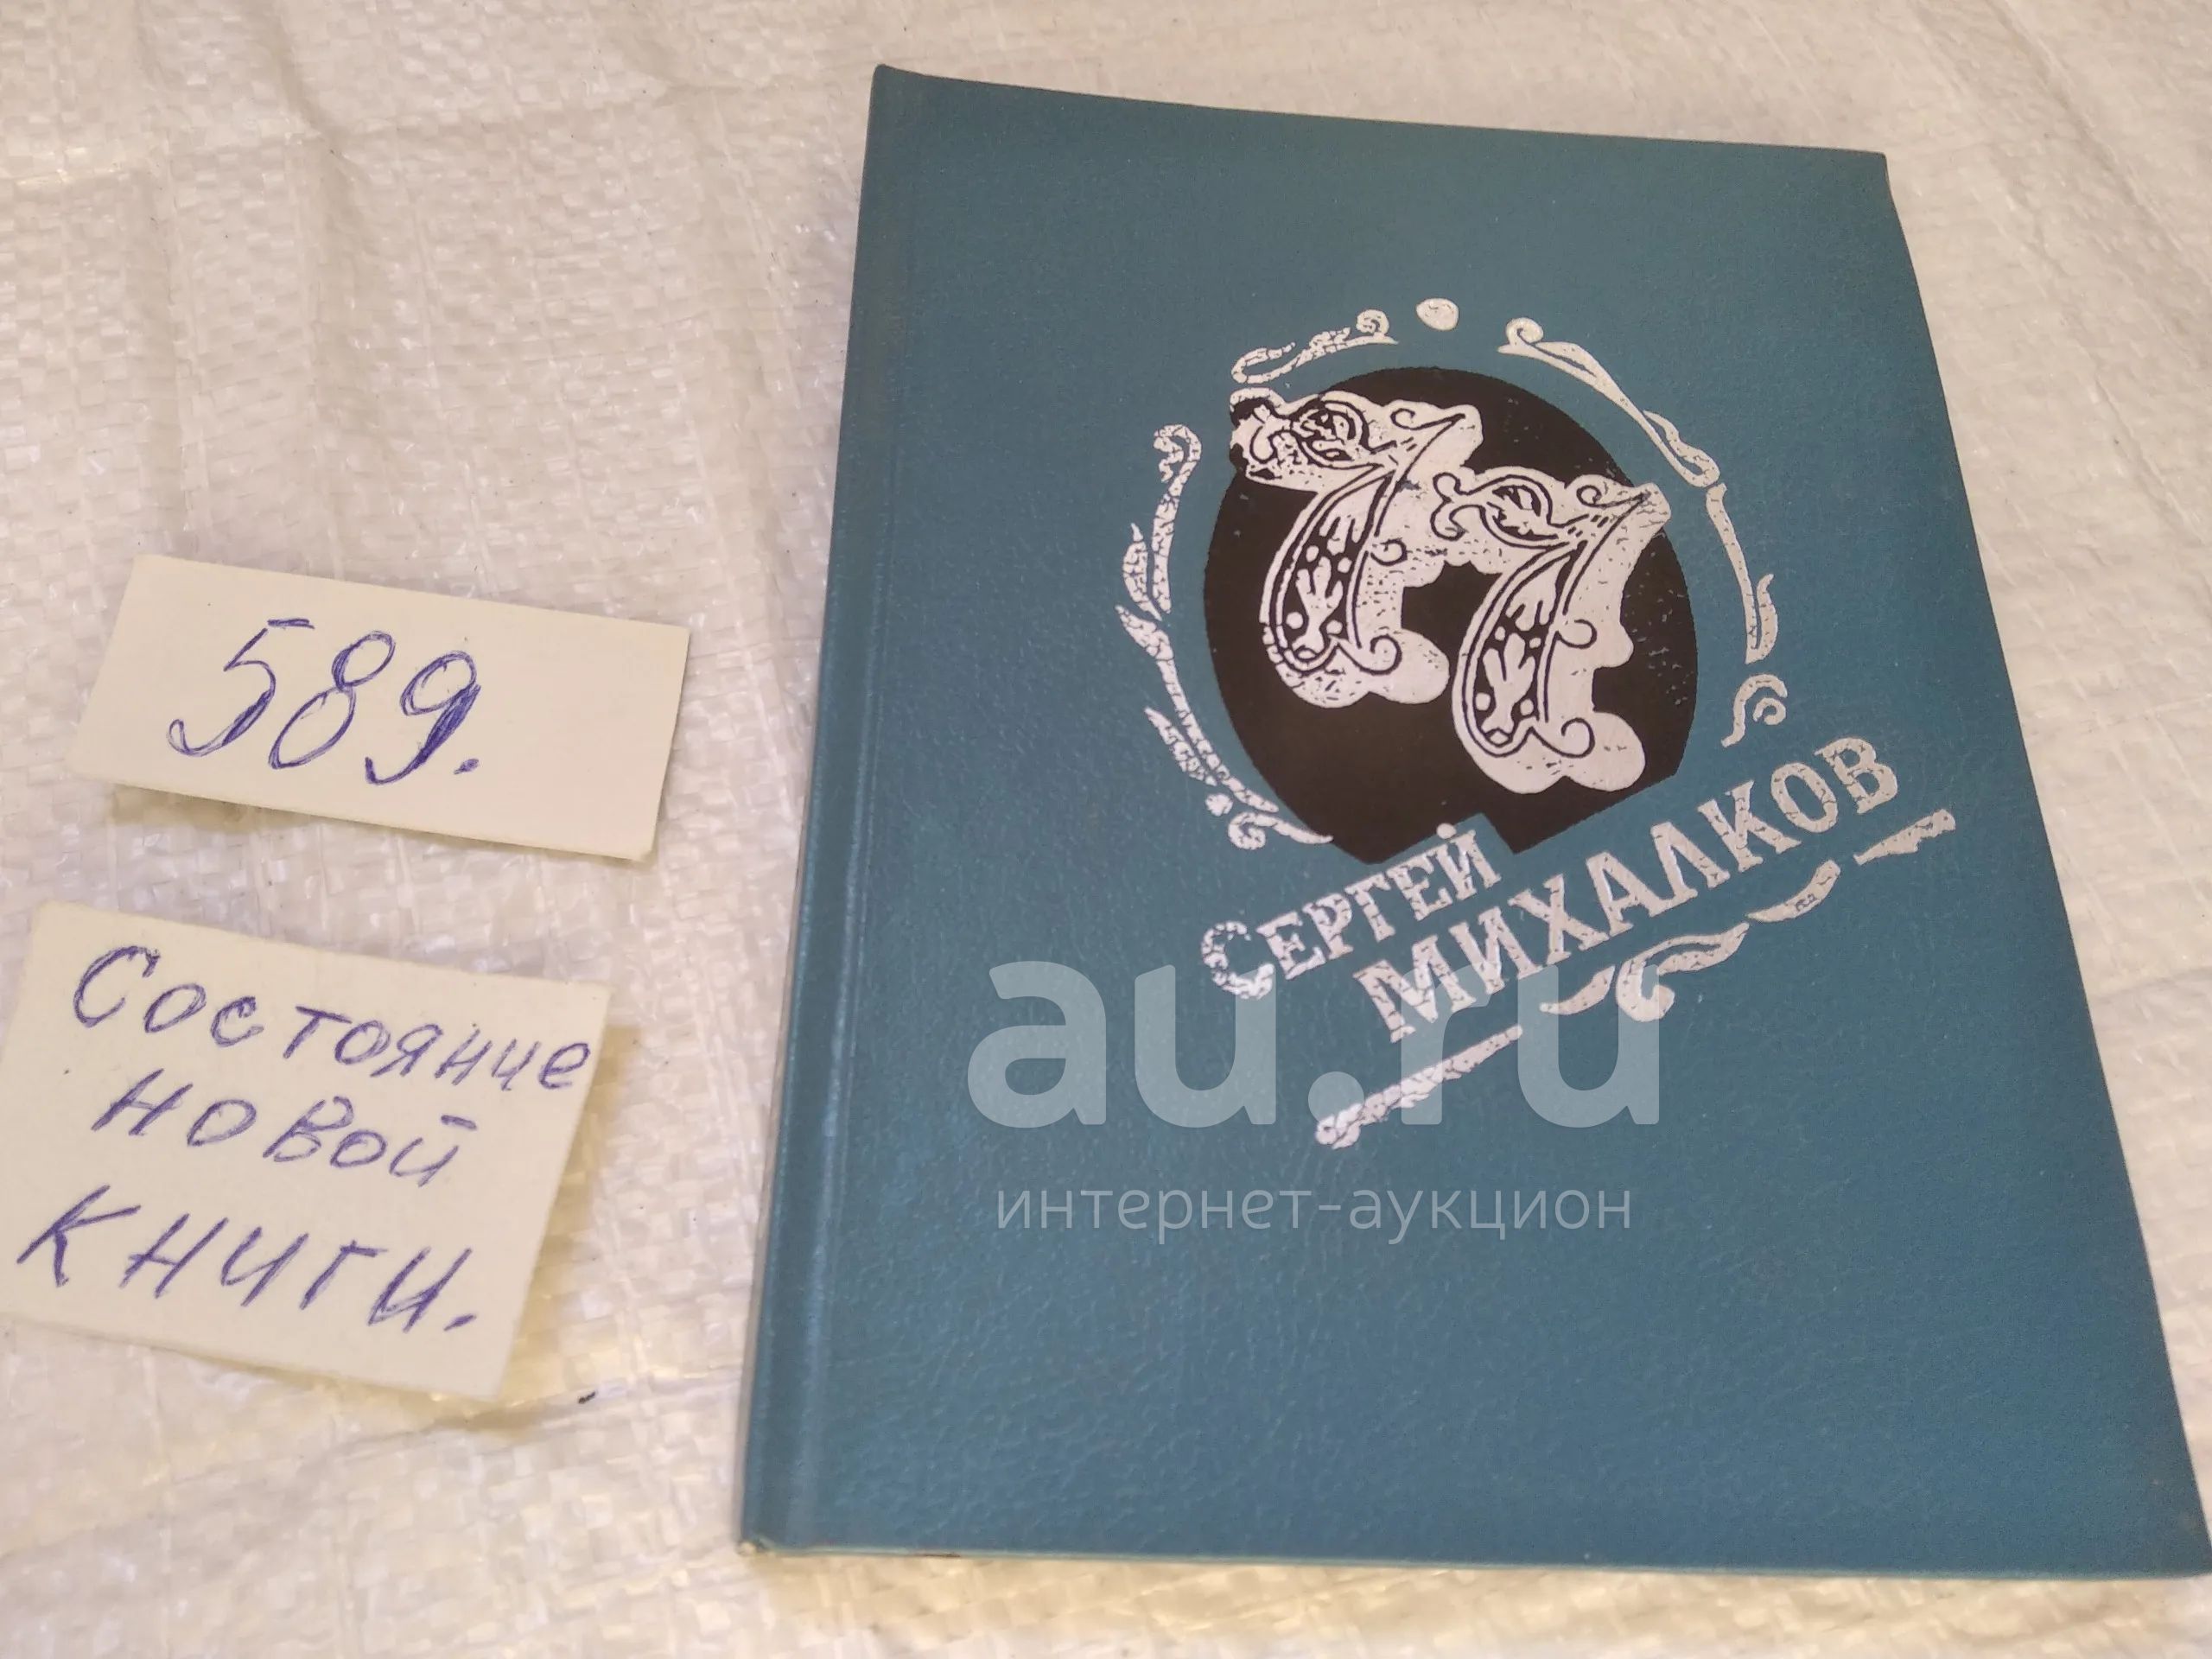 589.
Состояние
новой
книги.
77
Сергей
МИХАЛКОВ
au.ru
интернет-аукцион